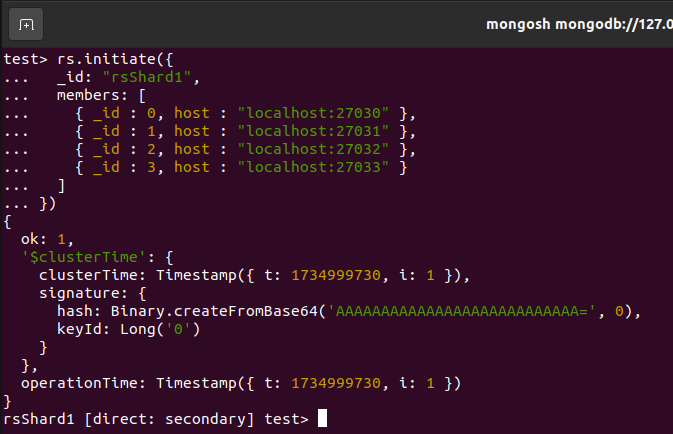 mongosh mongodb://127.0
test> rs.initiate({
...   _id: "rsShard1",
...   members: [
...     { _id : 0, host : "localhost:27030" },
...     { _id : 1, host : "localhost:27031" },
...     { _id : 2, host : "localhost:27032" },
...     { _id : 3, host : "localhost:27033" }
...   ]
... })
{
  ok: 1,
  '$clusterTime': {
    clusterTime: Timestamp({ t: 1734999730, i: 1 }),
    signature: {
      hash: Binary.createFromBase64('AAAAAAAAAAAAAAAAAAAAAAAAAAA=', 0),
      keyId: Long('0')
    }
  },
  operationTime: Timestamp({ t: 1734999730, i: 1 })
}
rsShard1 [direct: secondary] test>